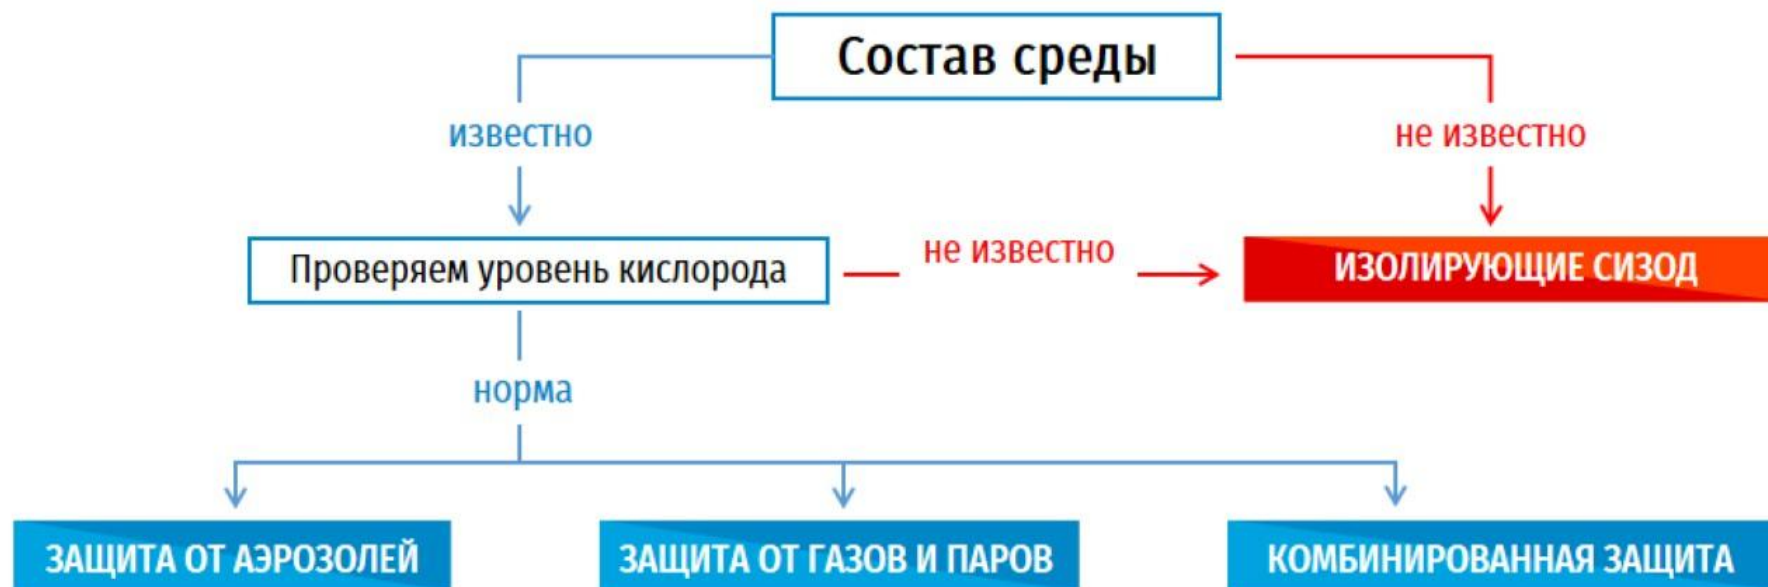 Состав среды
известно
не известно
Проверяем уровень кислорода
не известно
ИЗОЛИРУЮЩИЕ СИЗОД
норма
ЗАЩИТА ОТ АЭРОЗОЛЕЙ
ЗАЩИТА ОТ ГАЗОВ И ПАРОВ
КОМБИНИРОВАННАЯ ЗАЩИТА